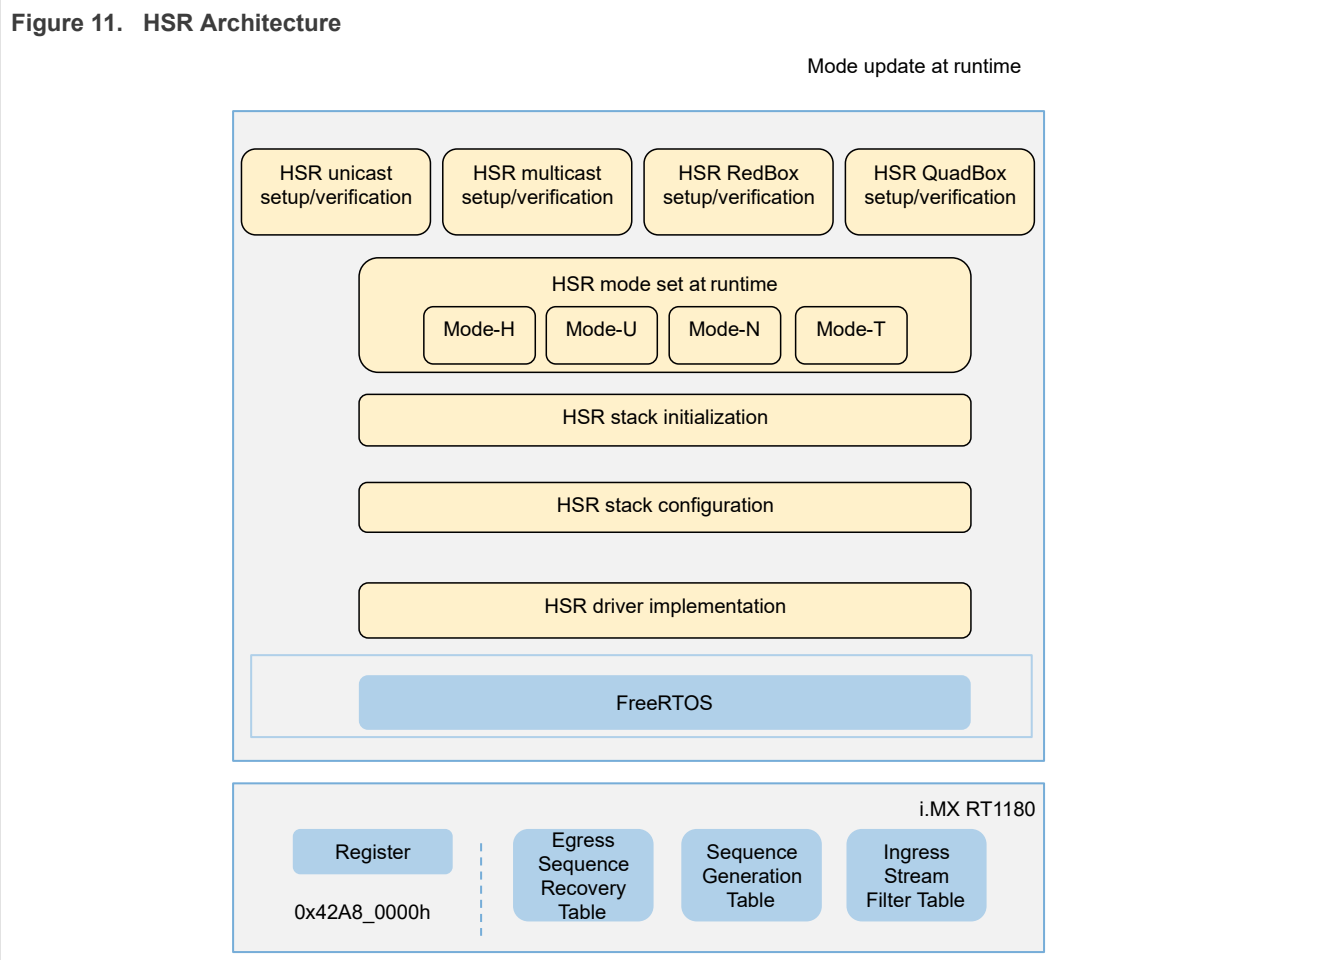 Figure 11. HSR Architecture
Mode update at runtime
HSR unicast
setup/verification
HSR multicast
setup/verification
HSR RedBox
setup/verification
HSR QuadBox
setup/verification
HSR mode set at runtime
Mode-H
Mode-U
Mode-N
Mode-T
HSR stack initialization
HSR stack configuration
HSR driver implementation
FreeRTOS
i.MX RT1180
Register
0x42A8_0000h
Egress
Sequence
Recovery
Table
Sequence
Generation
Table
Ingress
Stream
Filter Table